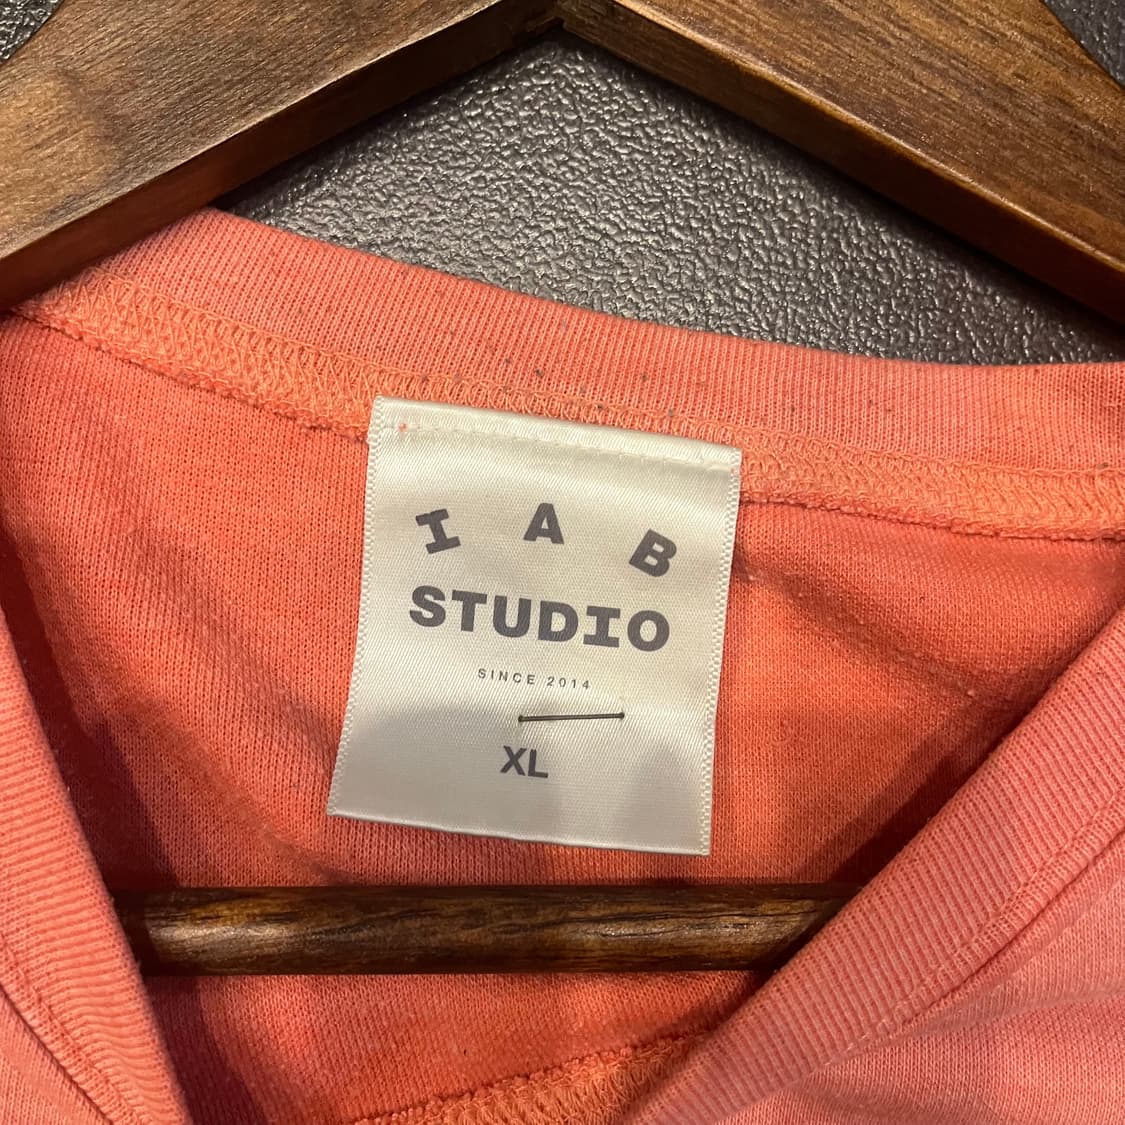 I A B
STUDIO
SINCE 2014
XL